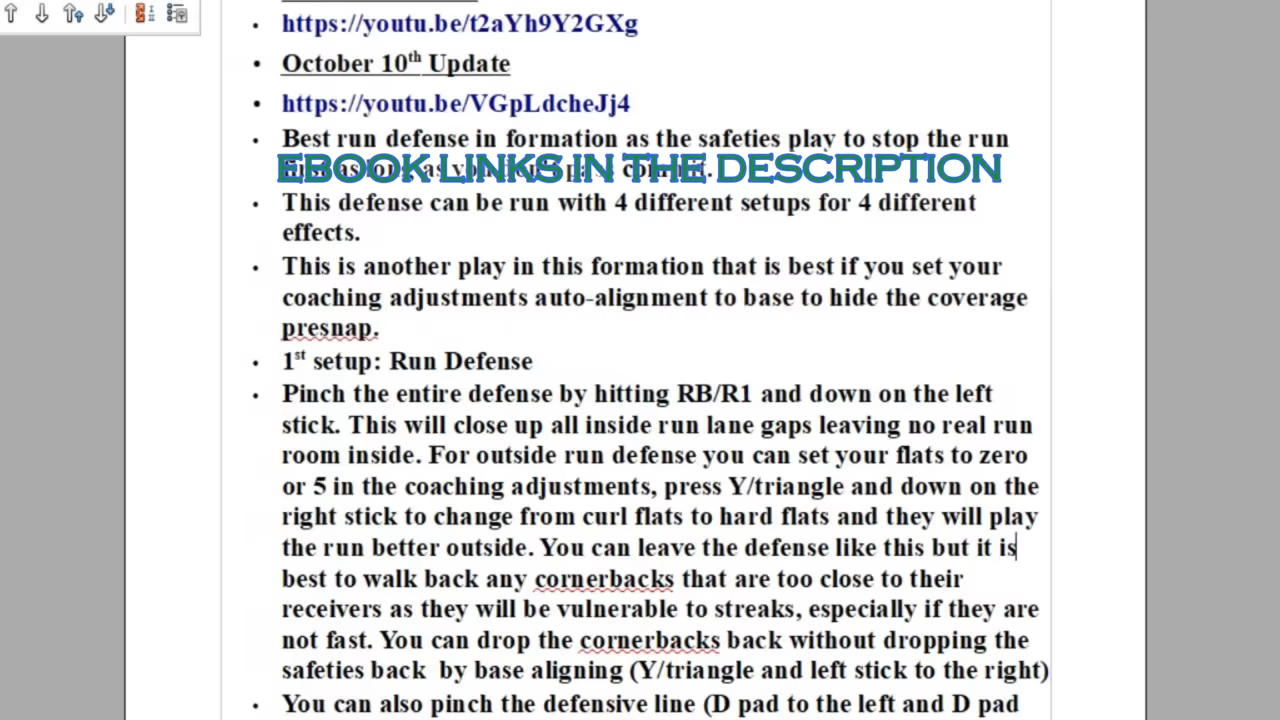 https://youtu.be/t2aYh9Y2GXg
October 10th Update
https://youtu.be/VGpLdcheJj4
Best run defense in formation as the safeties play to stop the run
EBOOK LINKS IN THE DESCRIPTION
This defense can be run with 4 different setups for 4 different
effects.
This is another play in this formation that is best if you set your
coaching adjustments auto-alignment to base to hide the coverage
presnap.
1st setup: Run Defense
Pinch the entire defense by hitting RB/R1 and down on the left
stick. This will close up all inside run lane gaps leaving no real run
room inside. For outside run defense you can set your flats to zero
or 5 in the coaching adjustments, press Y/triangle and down on the
right stick to change from curl flats to hard flats and they will play
the run better outside. You can leave the defense like this but it is
best to walk back any cornerbacks that are too close to their
receivers as they will be vulnerable to streaks, especially if they are
not fast. You can drop the cornerbacks back without dropping the
safeties back by base aligning (Y/triangle and left stick to the right)
You can also pinch the defensive line (D pad to the left and D pad